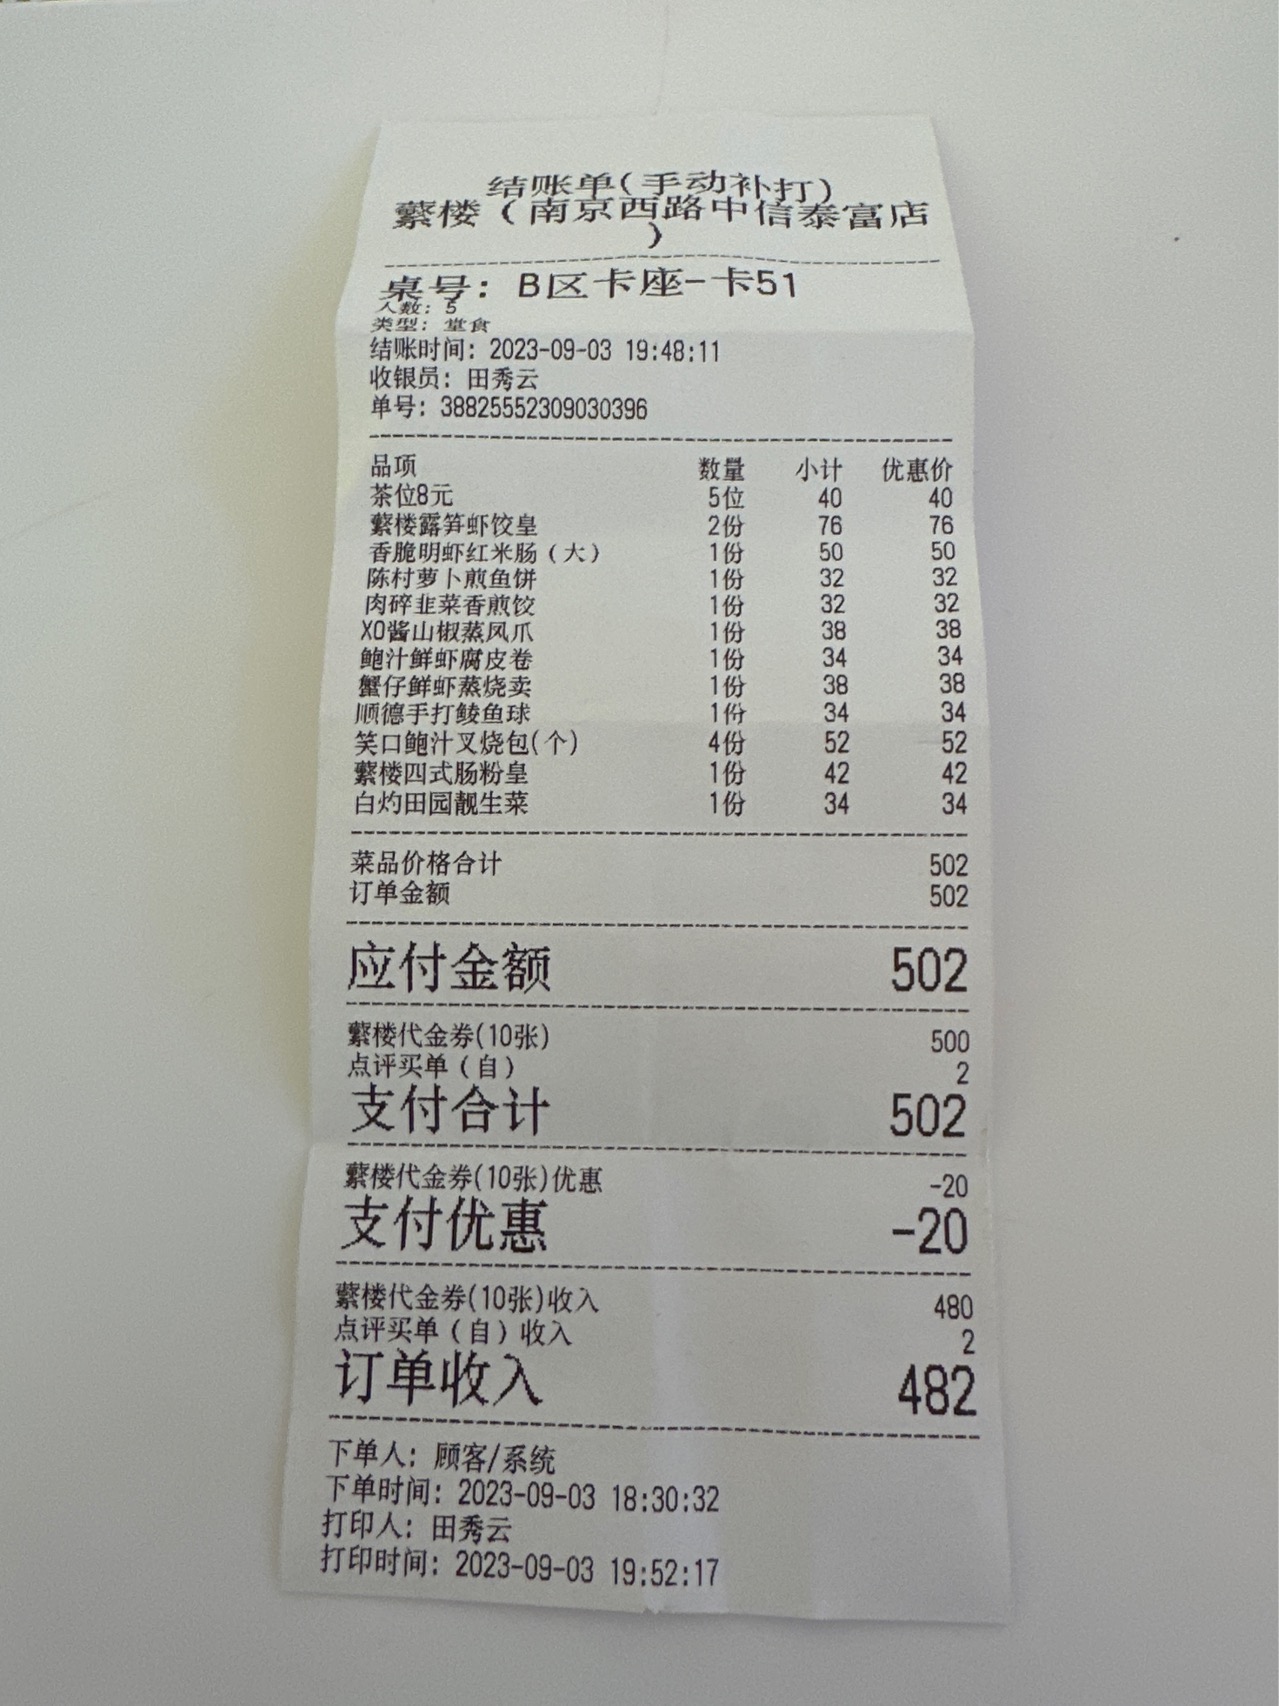 结账单(手动补打)
蘩楼（南京西路中信泰富店
）
桌号：B区卡座-卡51
人数：5
类型：堂食
结账时间：2023-09-03 19:48:11
收银员：田秀云
单号：38825552309030396
品项 数量 小计 优惠价
茶位8元 5位 40 40
蘩楼露笋虾饺皇 2份 76 76
香脆明虾红米肠（大） 1份 50 50
陈村萝卜煎鱼饼 1份 32 32
肉碎韭菜香煎饺 1份 32 32
XO酱山椒蒸凤爪 1份 38 38
鲍汁鲜虾腐皮卷 1份 34 34
蟹仔鲜虾蒸烧卖 1份 38 38
顺德手打鲮鱼球 1份 34 34
笑口鲍汁叉烧包(个) 4份 52 52
蘩楼四式肠粉皇 1份 42 42
白灼田园靓生菜 1份 34 34
菜品价格合计 502
订单金额 502
应付金额 502
蘩楼代金券(10张) 500
点评买单（自） 2
支付合计 502
蘩楼代金券(10张)优惠 -20
支付优惠 -20
蘩楼代金券(10张)收入 480
点评买单（自）收入 2
订单收入 482
下单人：顾客/系统
下单时间：2023-09-03 18:30:32
打印人：田秀云
打印时间：2023-09-03 19:52:17